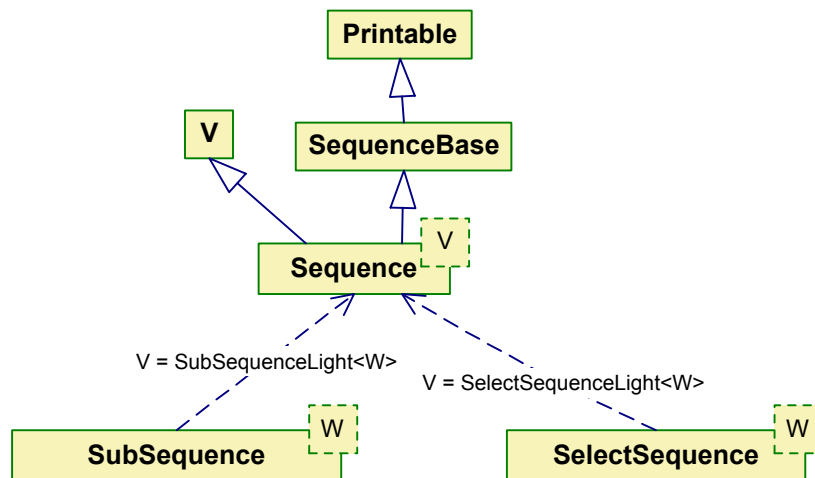 Printable
V
SequenceBase
V
Sequence
V = SubSequenceLight<W>
V = SelectSequenceLight<W>
W
W
SubSequence
SelectSequence